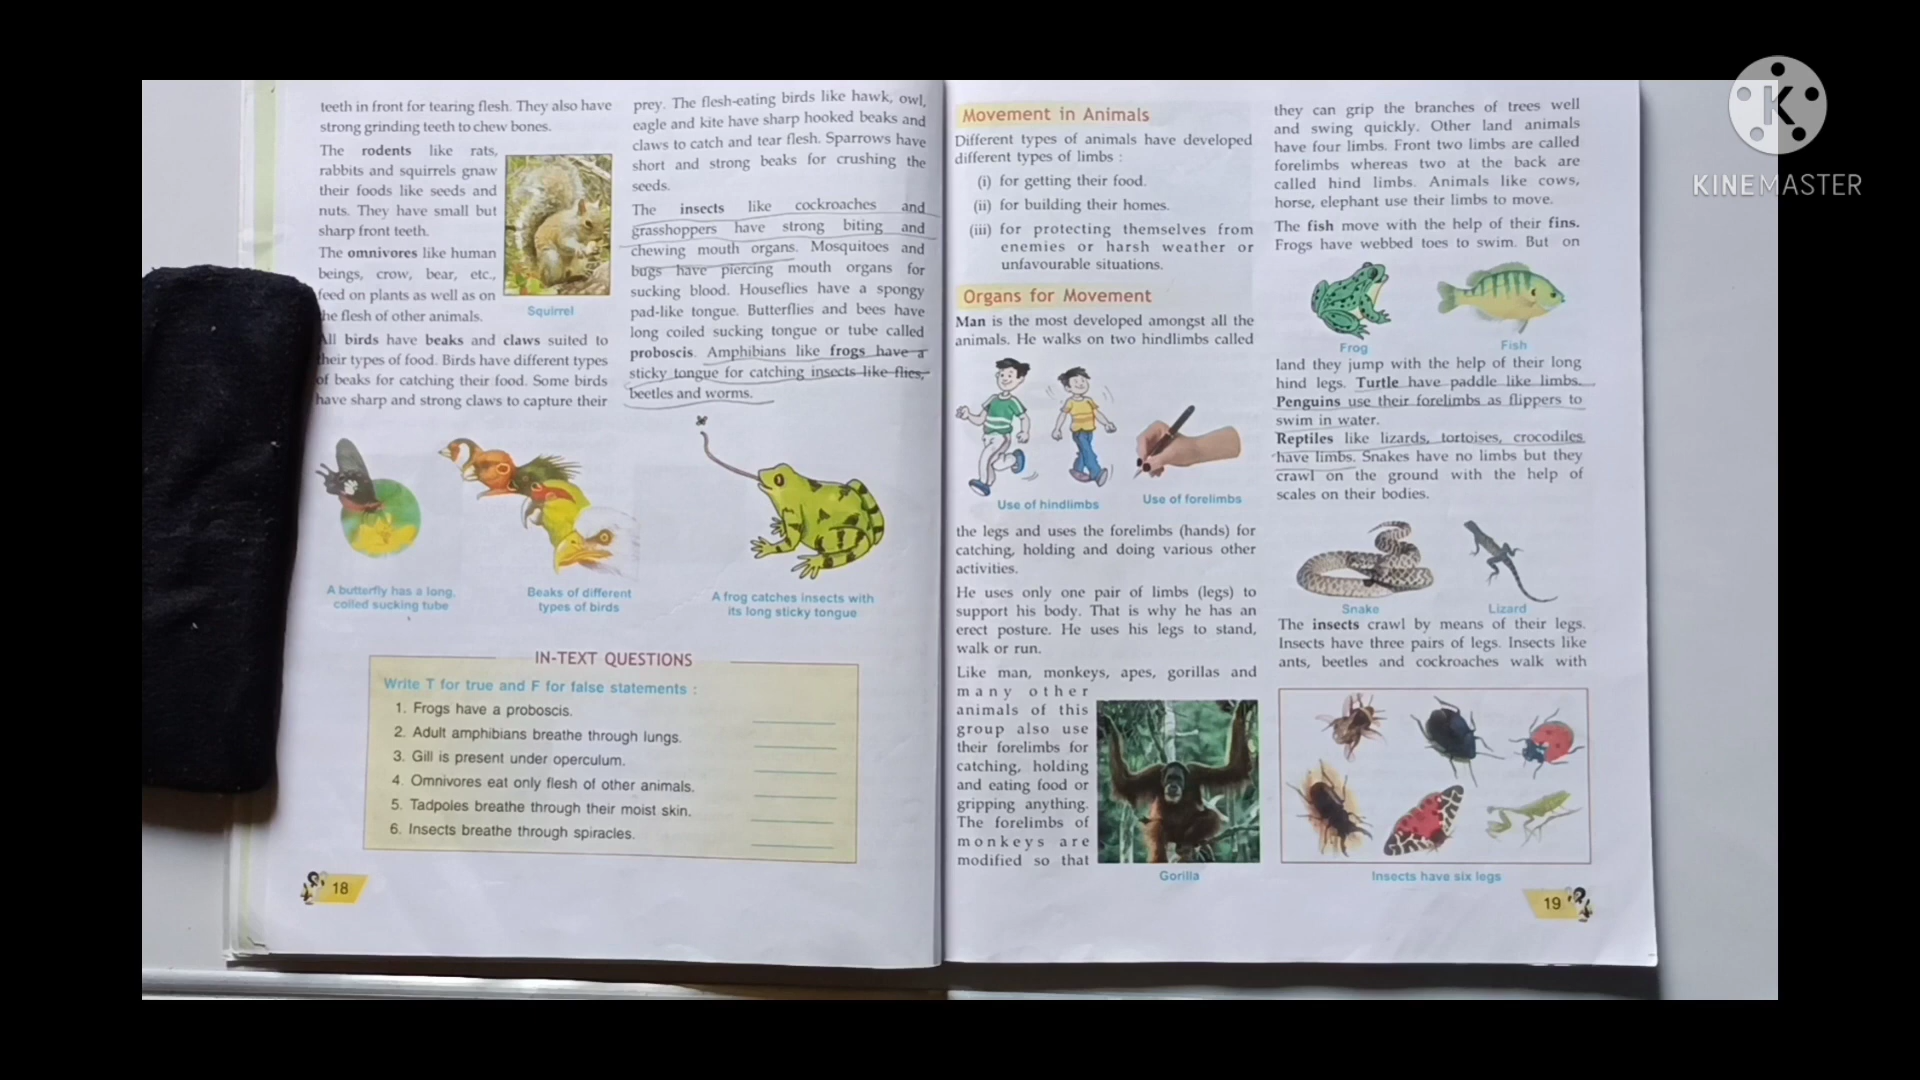 teeth in front for tearing flesh. They also have
strong grinding teeth to chew bones.
The rodents like rats,
rabbits and squirrels gnaw
their foods like seeds and
nuts. They have small but
sharp front teeth.
The omnivores like human
beings, crow, bear, etc.,
feed on plants as well as on
the flesh of other animals.
Squirrel
All birds have beaks and claws suited to
their types of food. Birds have different types
of beaks for catching their food. Some birds
have sharp and strong claws to capture their
prey. The flesh-eating birds like hawk, owl,
eagle and kite have sharp hooked beaks and
claws to catch and tear flesh. Sparrows have
short and strong beaks for crushing the
seeds.
The insects like cockroaches and
grasshoppers have strong biting and
chewing mouth organs. Mosquitoes and
bugs have piercing mouth organs for
sucking blood. Houseflies have a spongy
pad-like tongue. Butterflies and bees have
long coiled sucking tongue or tube called
proboscis. Amphibians like frogs have a
sticky tongue for catching insects like flies,
beetles and worms.
A butterfly has a long,
coiled sucking tube
Beaks of different
types of birds
A frog catches insects with
its long sticky tongue
IN-TEXT QUESTIONS
Write T for true and F for false statements :
1. Frogs have a proboscis.
2. Adult amphibians breathe through lungs.
3. Gill is present under operculum.
4. Omnivores eat only flesh of other animals.
5. Tadpoles breathe through their moist skin.
6. Insects breathe through spiracles.
18
Movement in Animals
Different types of animals have developed
different types of limbs :
(i) for getting their food.
(ii) for building their homes.
(iii) for protecting themselves from
enemies or harsh weather or
unfavourable situations.
Organs for Movement
Man is the most developed amongst all the
animals. He walks on two hindlimbs called
Use of hindlimbs
Use of forelimbs
the legs and uses the forelimbs (hands) for
catching, holding and doing various other
activities.
He uses only one pair of limbs (legs) to
support his body. That is why he has an
erect posture. He uses his legs to stand,
walk or run.
Like man, monkeys, apes, gorillas and
many other
animals of this
group also use
their forelimbs for
catching, holding
and eating food or
gripping anything.
The forelimbs of
monkeys are
modified so that
Gorilla
they can grip the branches of trees well
and swing quickly. Other land animals
have four limbs. Front two limbs are called
forelimbs whereas two at the back are
called hind limbs. Animals like cows,
horse, elephant use their limbs to move.
The fish move with the help of their fins.
Frogs have webbed toes to swim. But on
Frog
Fish
land they jump with the help of their long
hind legs. Turtle have paddle like limbs.
Penguins use their forelimbs as flippers to
swim in water.
Reptiles like lizards, tortoises, crocodiles
have limbs. Snakes have no limbs but they
crawl on the ground with the help of
scales on their bodies.
Snake
Lizard
The insects crawl by means of their legs.
Insects have three pairs of legs. Insects like
ants, beetles and cockroaches walk with
Insects have six legs
19
K
KINEMASTER